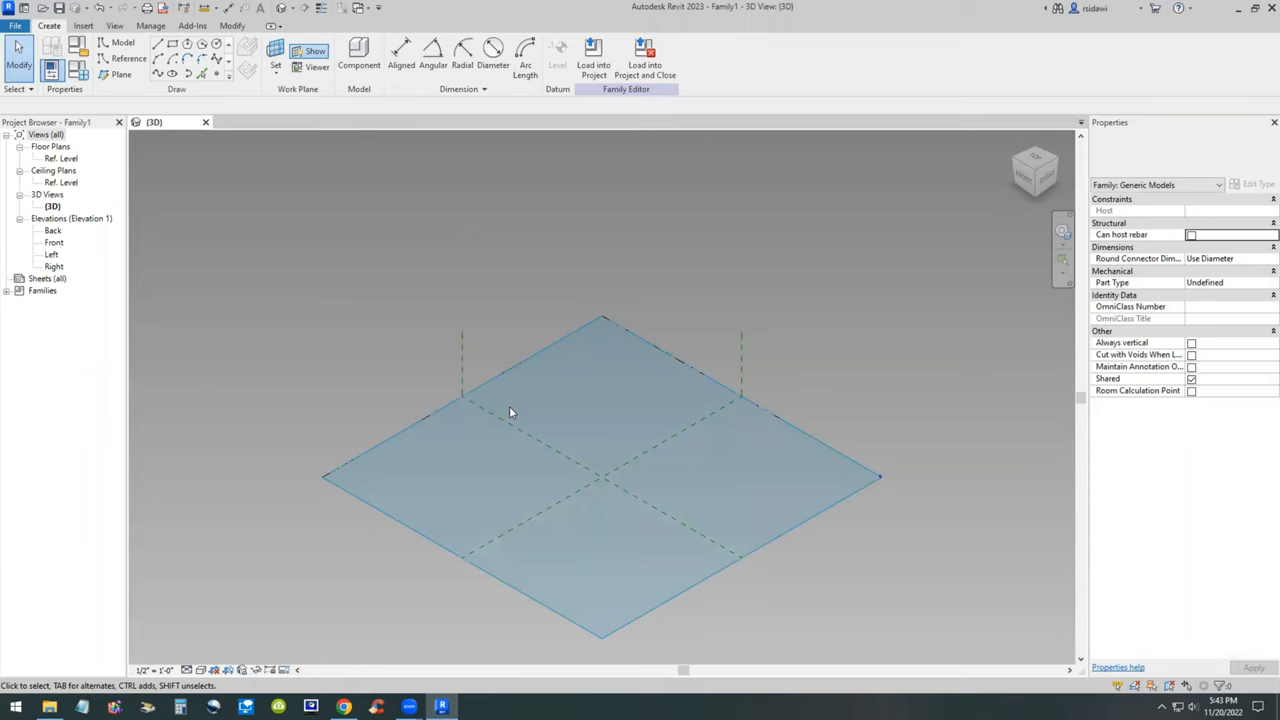 Autodesk Revit 2023 - Family1 - 3D View: {3D}
rsidawi
File
Create
Insert
View
Manage
Add-Ins
Modify
Modify
Select
Properties
Model
Reference
Plane
Draw
Set
Show
Viewer
Work Plane
Component
Model
Aligned
Angular
Radial
Diameter
Arc
Length
Dimension
Level
Datum
Load into
Project
Load into
Project and Close
Family Editor
Project Browser - Family1
Views (all)
Floor Plans
Ref. Level
Ceiling Plans
Ref. Level
3D Views
{3D}
Elevations (Elevation 1)
Back
Front
Left
Right
Sheets (all)
Families
{3D}
TOP
FRONT
RIGHT
Properties
Family: Generic Models
Edit Type
Constraints
Host
Structural
Can host rebar
Dimensions
Round Connector Dim... Use Diameter
Mechanical
Part Type Undefined
Identity Data
OmniClass Number
OmniClass Title
Other
Always vertical
Cut with Voids When L...
Maintain Annotation O...
Shared
Room Calculation Point
Properties help
Apply
1/2" = 1'-0"
Click to select, TAB for alternates, CTRL adds, SHIFT unselects.
:0
zoom
R
5:43 PM
11/20/2022